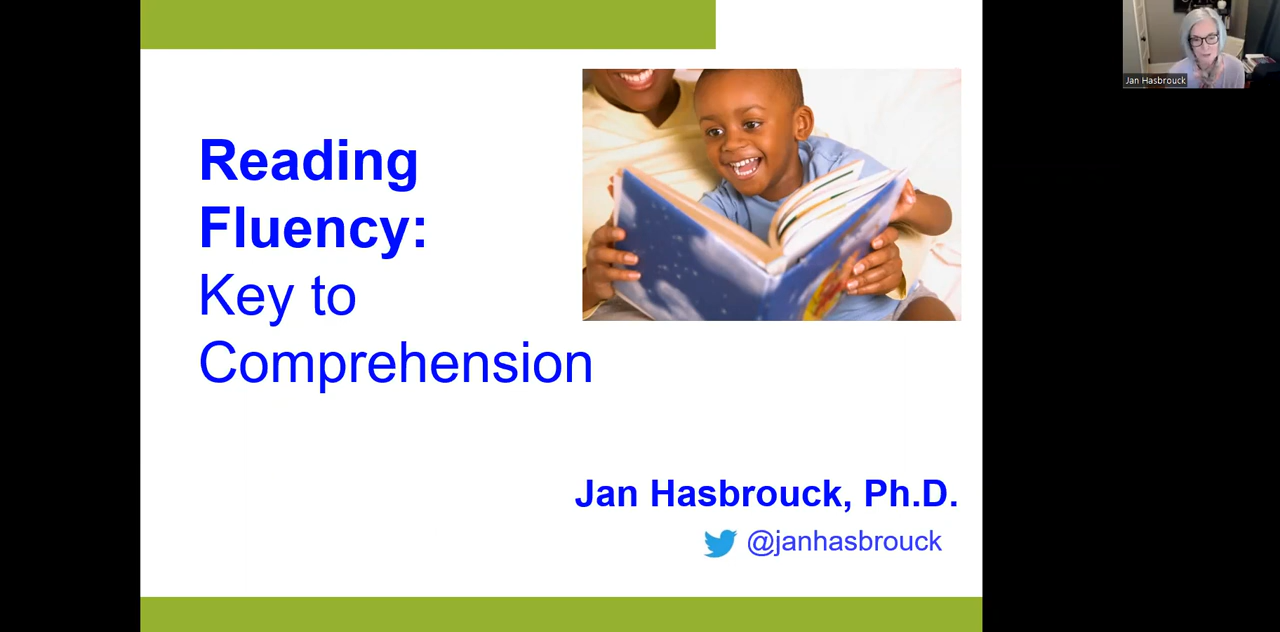 Jan Hasbrouck
Reading
Fluency:
Key to
Comprehension
Jan Hasbrouck, Ph.D.
@janhasbrouck